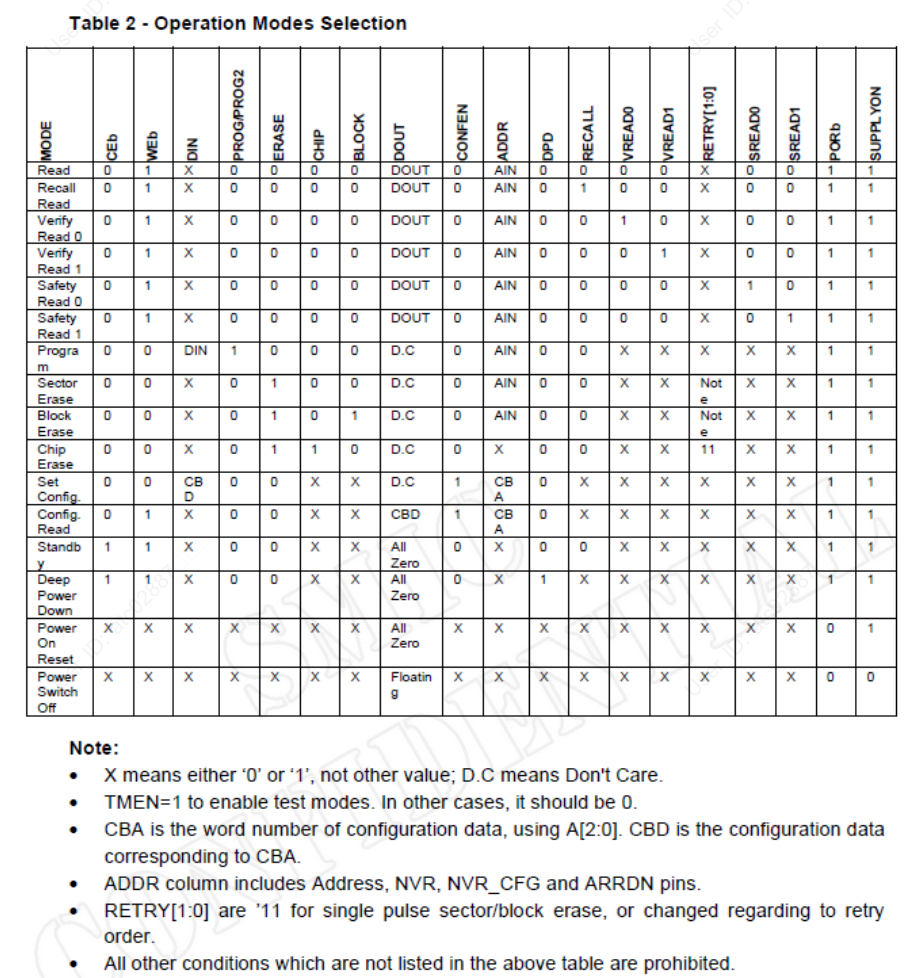 Table 2 - Operation Modes Selection
MODE CEb WEb DIN PROG/PROG2 ERASE CHIP BLOCK DOUT CONFEN ADDR DPD RECALL VREAD0 VREAD1 RETRY[1:0] SREAD0 SREAD1 PORb SUPPLYON
Read 0 1 X 0 0 0 0 DOUT 0 AIN 0 0 0 0 X 0 0 1 1
Recall 0 1 X 0 0 0 0 DOUT 0 AIN 0 1 0 0 X 0 0 1 1
Read
Verify 0 1 X 0 0 0 0 DOUT 0 AIN 0 0 1 0 X 0 0 1 1
Read 0
Verify 0 1 X 0 0 0 0 DOUT 0 AIN 0 0 0 1 X 0 0 1 1
Read 1
Safety 0 1 X 0 0 0 0 DOUT 0 AIN 0 0 0 0 X 1 0 1 1
Read 0
Safety 0 1 X 0 0 0 0 DOUT 0 AIN 0 0 0 0 X 0 1 1 1
Read 1
Progra 0 0 DIN 1 0 0 0 D.C 0 AIN 0 0 X X X X X 1 1
m
Sector 0 0 X 0 1 0 0 D.C 0 AIN 0 0 X X Not X X 1 1
Erase e
Block 0 0 X 0 1 0 1 D.C 0 AIN 0 0 X X Not X X 1 1
Erase e
Chip 0 0 X 0 1 1 0 D.C 0 X 0 0 X X 11 X X 1 1
Erase
Set 0 0 CB 0 0 X X D.C 1 CB 0 X X X X X X 1 1
Config. D A
Config. 0 1 X 0 0 X X CBD 1 CB 0 X X X X X X 1 1
Read A
Standb 1 1 X 0 0 X X All 0 X 0 0 X X X X X 1 1
y Zero
Deep 1 1 X 0 0 X X All 0 X 1 X X X X X X 1 1
Power Zero
Down
Power X X X X X X X All X X X X X X X X X 0 1
On Zero
Reset
Power X X X X X X X Floatin X X X X X X X X X 0 0
Switch g
Off
Note:
• X means either ‘0’ or ‘1’, not other value; D.C means Don't Care.
• TMEN=1 to enable test modes. In other cases, it should be 0.
• CBA is the word number of configuration data, using A[2:0]. CBD is the configuration data
corresponding to CBA.
• ADDR column includes Address, NVR, NVR_CFG and ARRDN pins.
• RETRY[1:0] are '11 for single pulse sector/block erase, or changed regarding to retry
order.
• All other conditions which are not listed in the above table are prohibited.
SMIC
CONFIDENTIAL